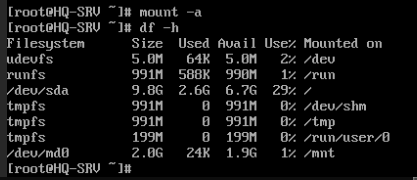 [root@HQ-SRV ~]# mount -a
[root@HQ-SRV ~]# df -h
Filesystem      Size  Used Avail Use% Mounted on
udevfs          5.0M   64K  5.0M   2% /dev
runfs           991M  588K  990M   1% /run
/dev/sda        9.8G  2.6G  6.7G  29% /
tmpfs           991M     0  991M   0% /dev/shm
tmpfs           991M     0  991M   0% /tmp
tmpfs           199M     0  199M   0% /run/user/0
/dev/md0        2.0G   24K  1.9G   1% /mnt
[root@HQ-SRV ~]#